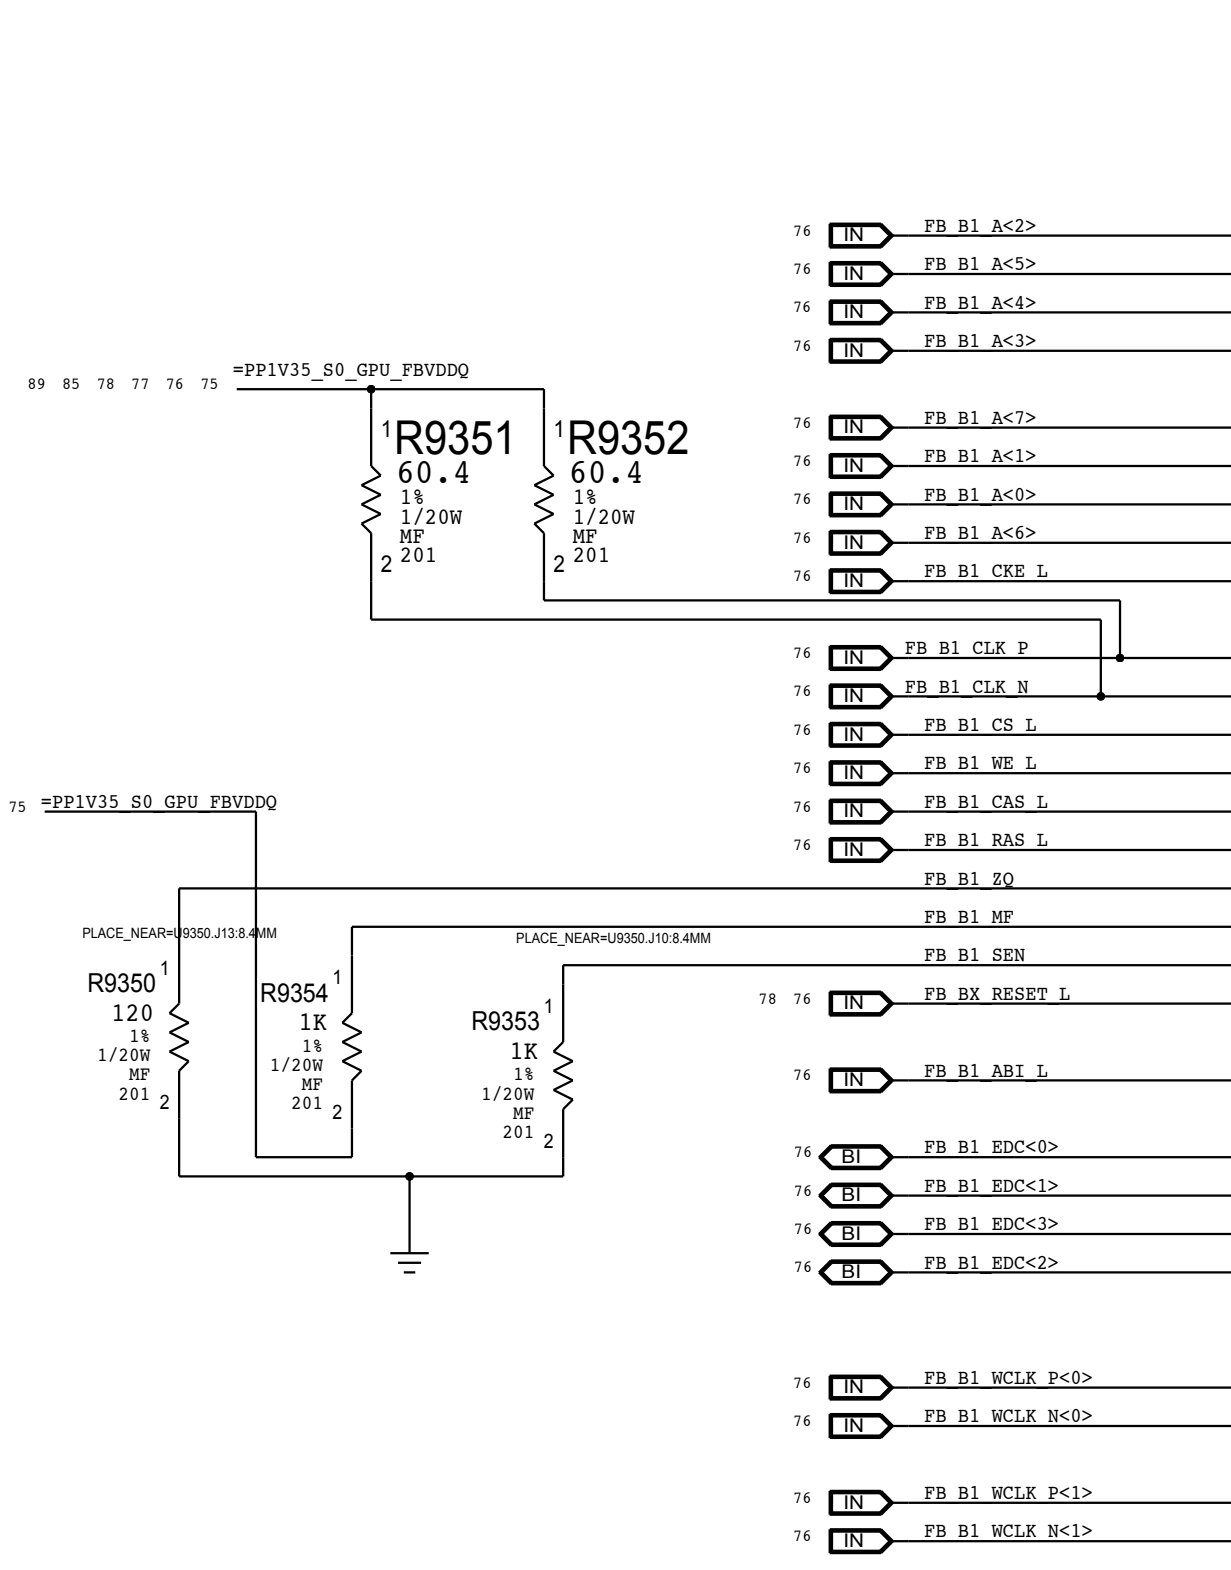 76 IN FB_B1_A<2>
76 IN FB_B1_A<5>
76 IN FB_B1_A<4>
76 IN FB_B1_A<3>
=PP1V35_S0_GPU_FBVDDQ
89 85 78 77 76 75
76 IN FB_B1_A<7>
76 IN FB_B1_A<1>
76 IN FB_B1_A<0>
76 IN FB_B1_A<6>
76 IN FB_B1_CKE_L
1
R9351
60.4
1%
1/20W
MF
201
2
1
R9352
60.4
1%
1/20W
MF
201
2
76 IN FB_B1_CLK_P
76 IN FB_B1_CLK_N
76 IN FB_B1_CS_L
76 IN FB_B1_WE_L
76 IN FB_B1_CAS_L
76 IN FB_B1_RAS_L
75 =PP1V35_S0_GPU_FBVDDQ
FB_B1_ZQ
FB_B1_MF
FB_B1_SEN
78 76 IN FB_BX_RESET_L
PLACE_NEAR=U9350.J13:8.4MM
PLACE_NEAR=U9350.J10:8.4MM
1
R9350
120
1%
1/20W
MF
201
2
1
R9354
1K
1%
1/20W
MF
201
2
1
R9353
1K
1%
1/20W
MF
201
2
76 IN FB_B1_ABI_L
76 BI FB_B1_EDC<0>
76 BI FB_B1_EDC<1>
76 BI FB_B1_EDC<3>
76 BI FB_B1_EDC<2>
76 IN FB_B1_WCLK_P<0>
76 IN FB_B1_WCLK_N<0>
76 IN FB_B1_WCLK_P<1>
76 IN FB_B1_WCLK_N<1>